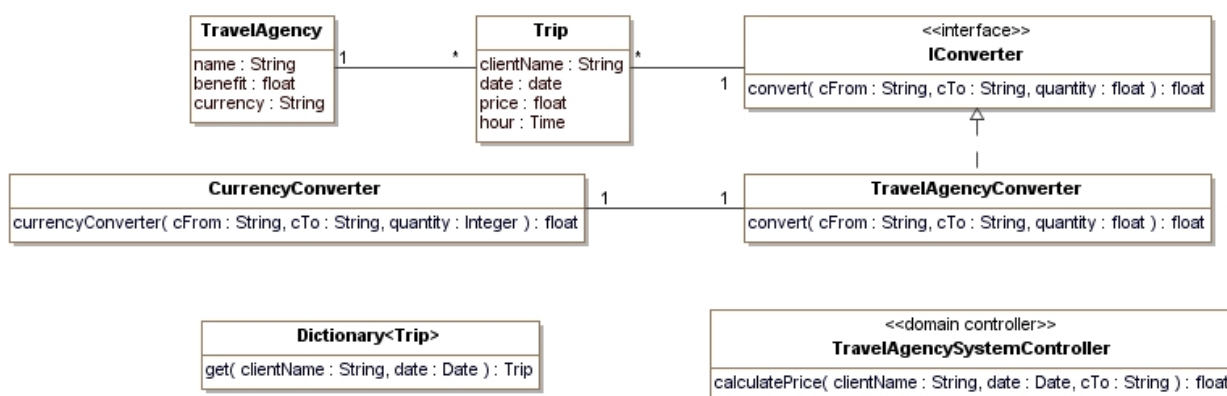 TravelAgency
name : String
benefit : float
currency : String
1
*
Trip
clientName : String
date : date
price : float
hour : Time
*
1
<<interface>>
IConverter
convert( cFrom : String, cTo : String, quantity : float ) : float
CurrencyConverter
currencyConverter( cFrom : String, cTo : String, quantity : Integer ) : float
1
1
TravelAgencyConverter
convert( cFrom : String, cTo : String, quantity : float ) : float
Dictionary<Trip>
get( clientName : String, date : Date ) : Trip
<<domain controller>>
TravelAgencySystemController
calculatePrice( clientName : String, date : Date, cTo : String ) : float